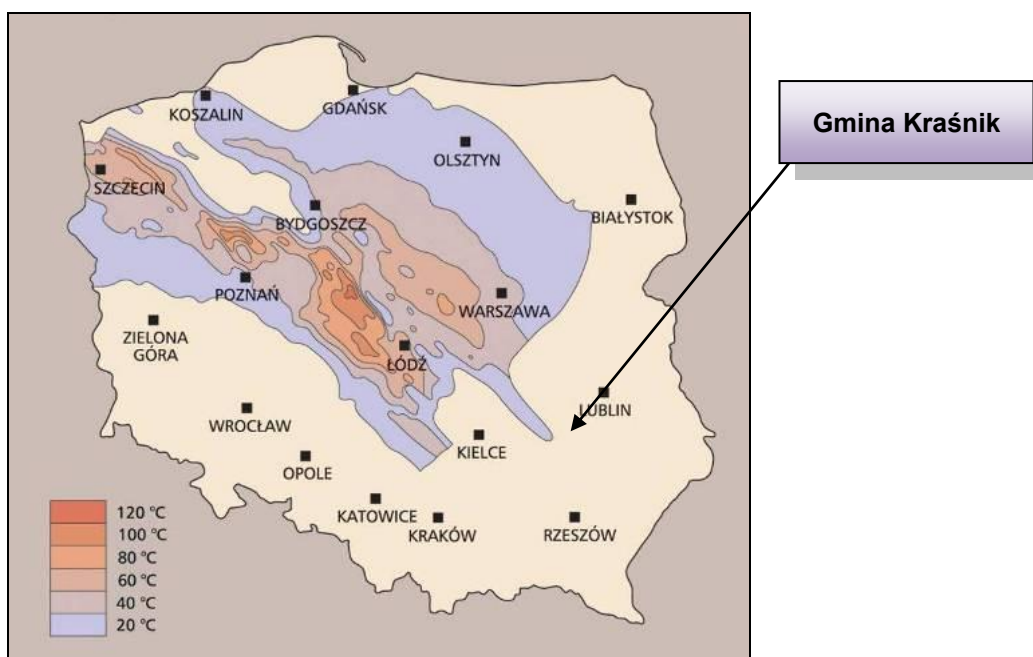 Gmina Kraśnik
KOSZALIN
GDAŃSK
OLSZTYN
SZCZECIN
BIAŁYSTOK
BYDGOSZCZ
POZNAŃ
WARSZAWA
ZIELONA
GÓRA
ŁÓDŹ
LUBLIN
WROCŁAW
KIELCE
OPOLE
KATOWICE
KRAKÓW
RZESZÓW
120 °C
100 °C
80 °C
60 °C
40 °C
20 °C